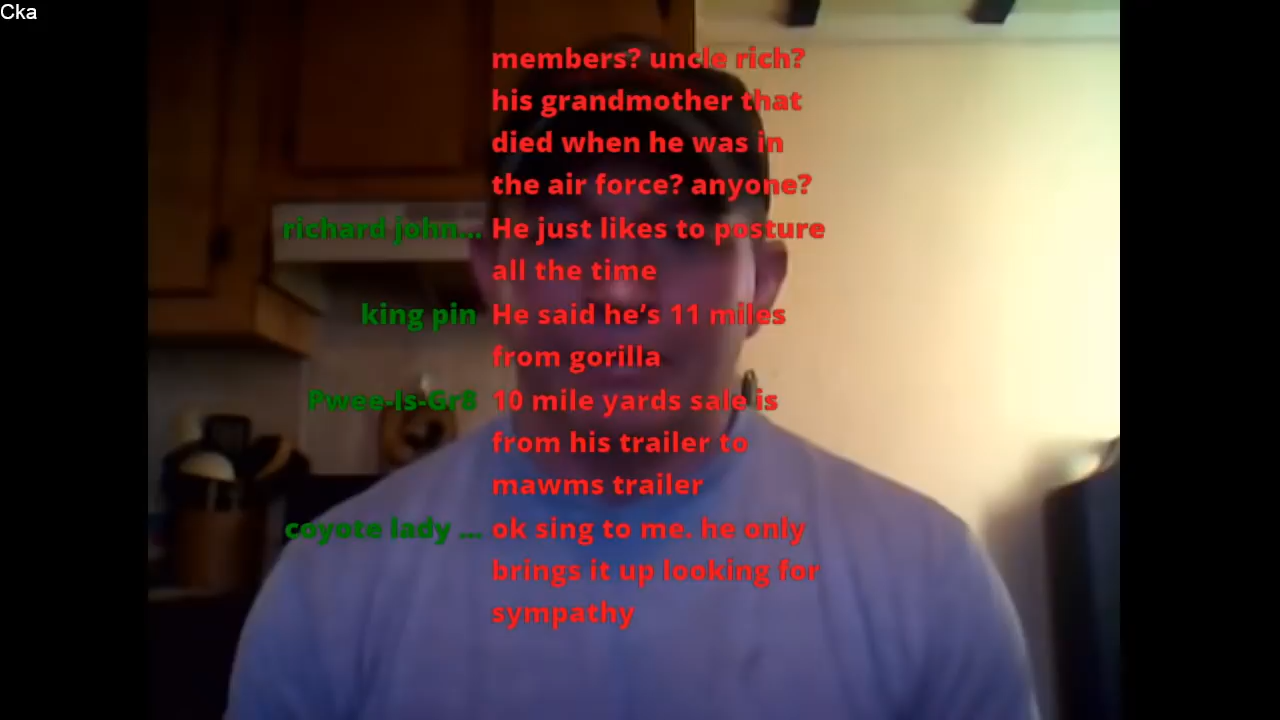 Cka
members? uncle rich?
his grandmother that
died when he was in
the air force? anyone?
richard john... He just likes to posture
all the time
king pin He said he’s 11 miles
from gorilla
Pwee-Is-Gr8 10 mile yards sale is
from his trailer to
mawms trailer
coyote lady ... ok sing to me. he only
brings it up looking for
sympathy